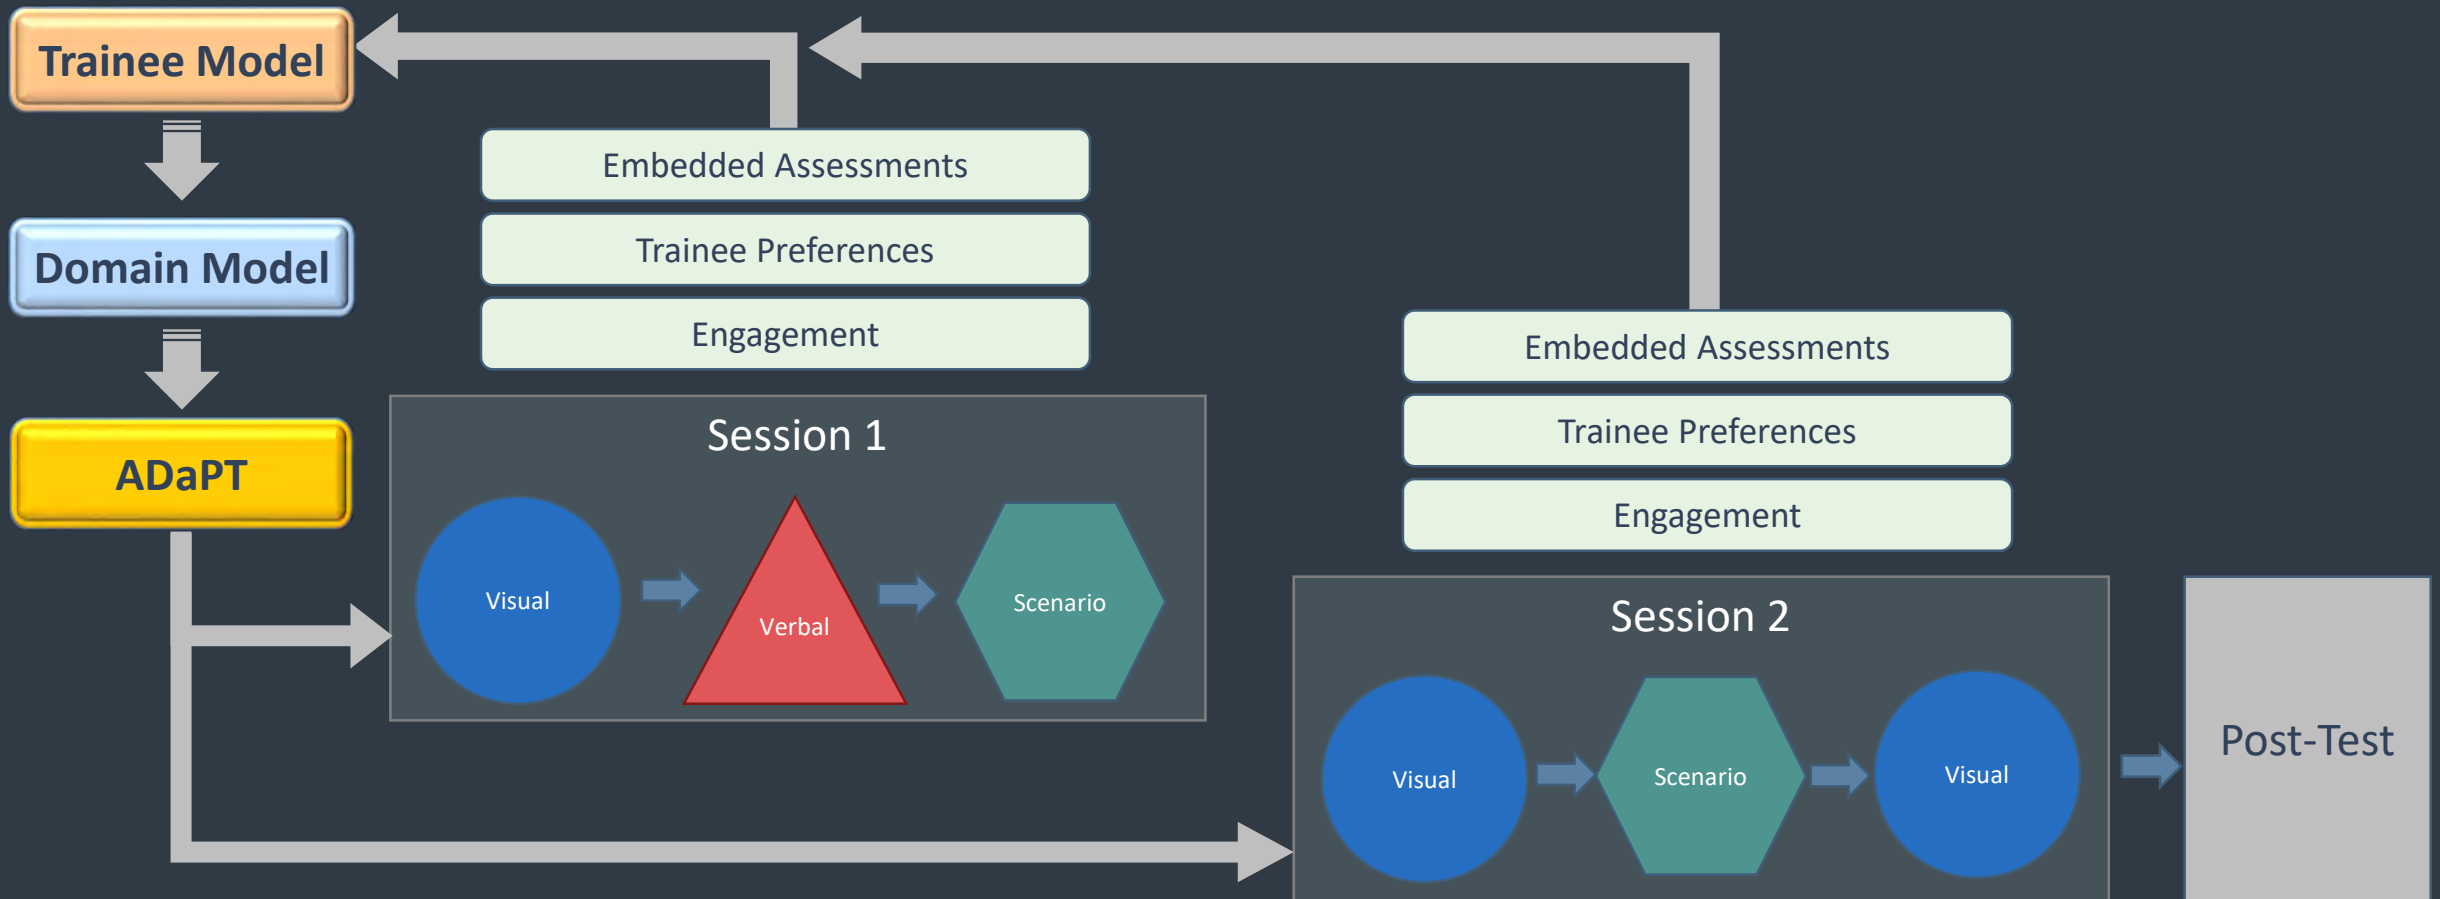 Trainee Model
Domain Model
ADaPT
Embedded Assessments
Trainee Preferences
Engagement
Session 1
Visual
Verbal
Scenario
Embedded Assessments
Trainee Preferences
Engagement
Session 2
Visual
Scenario
Visual
Post-Test